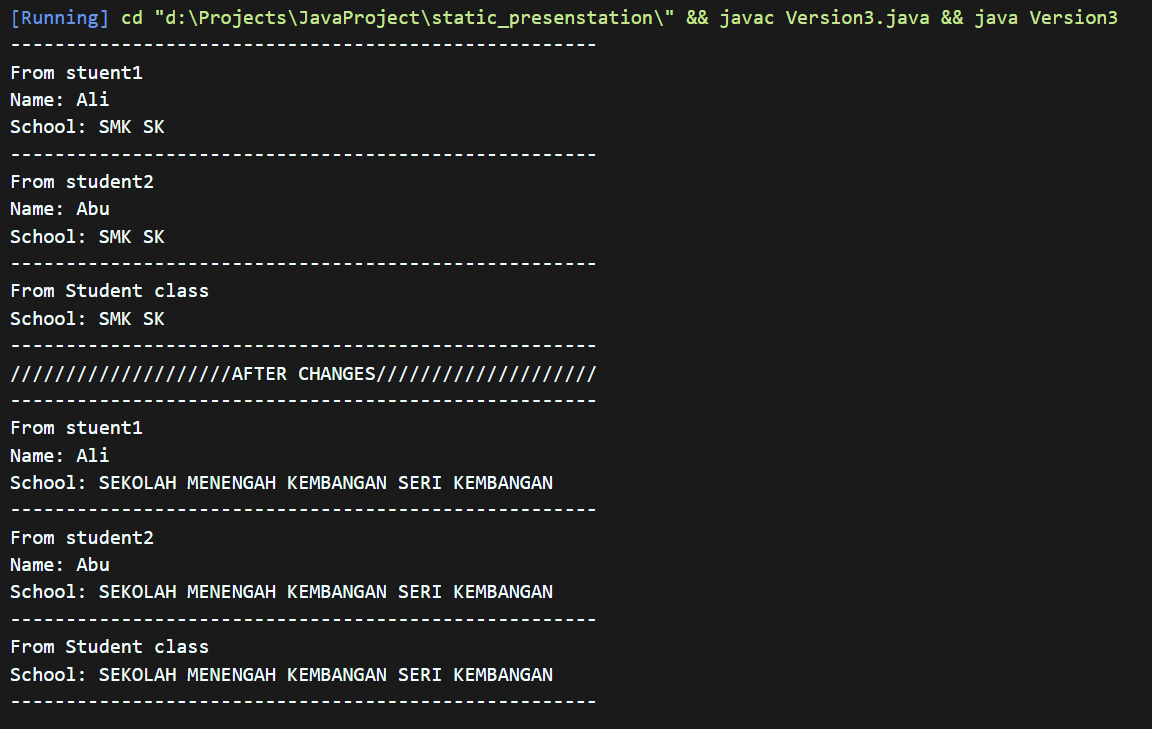 [Running] cd "d:\Projects\JavaProject\static_presenstation\" && javac Version3.java && java Version3
-----------------------------------------------------
From stuent1
Name: Ali
School: SMK SK
-----------------------------------------------------
From student2
Name: Abu
School: SMK SK
-----------------------------------------------------
From Student class
School: SMK SK
-----------------------------------------------------
////////////////////AFTER CHANGES////////////////////
-----------------------------------------------------
From stuent1
Name: Ali
School: SEKOLAH MENENGAH KEMBANGAN SERI KEMBANGAN
-----------------------------------------------------
From student2
Name: Abu
School: SEKOLAH MENENGAH KEMBANGAN SERI KEMBANGAN
-----------------------------------------------------
From Student class
School: SEKOLAH MENENGAH KEMBANGAN SERI KEMBANGAN
-----------------------------------------------------